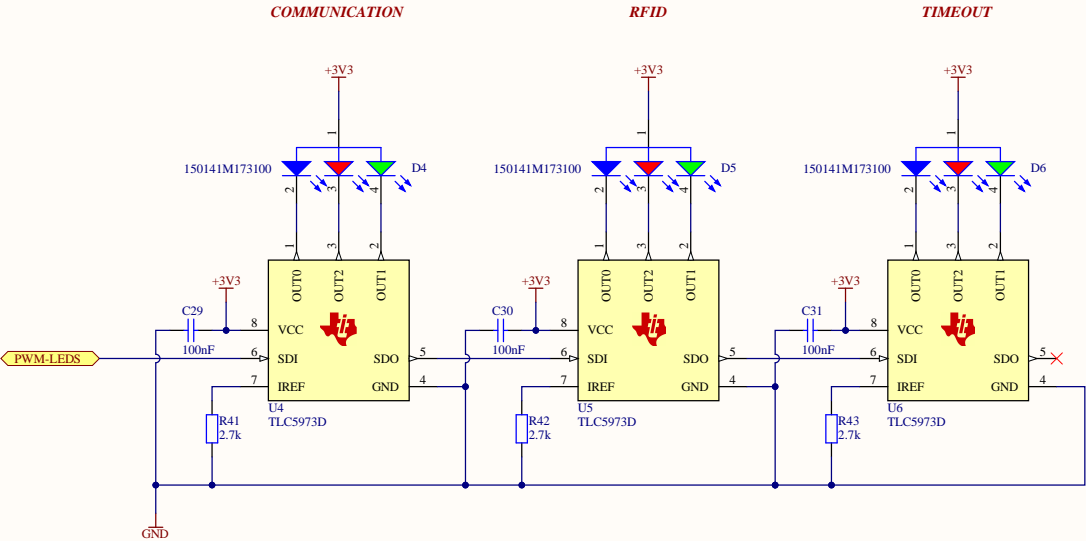 COMMUNICATION RFID TIMEOUT
+3V3 +3V3 +3V3
1 1 1
150141M173100 D4 150141M173100 D5 150141M173100 D6
2 3 4 2 3 4 2 3 4
1 3 2 1 3 2 1 3 2
OUT0 OUT2 OUT1 OUT0 OUT2 OUT1 OUT0 OUT2 OUT1
+3V3 +3V3 +3V3
C29 C30 C31
8 VCC 8 VCC 8 VCC
100nF 100nF 100nF
PWM-LEDS 6 SDI SDO 5 6 SDI SDO 5 6 SDI SDO 5
7 IREF GND 4 7 IREF GND 4 7 IREF GND 4
U4 U5 U6
R41 TLC5973D R42 TLC5973D R43 TLC5973D
2.7k 2.7k 2.7k
GND